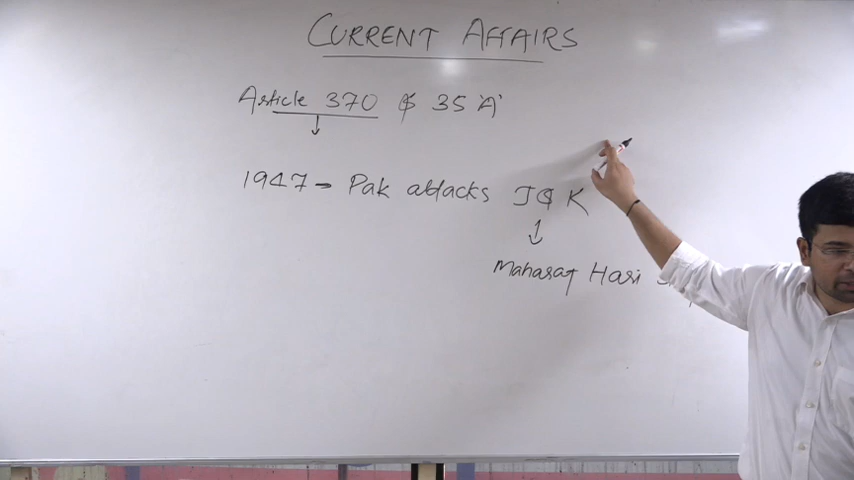 CURRENT AFFAIRS
Article 370 & 35 'A'
1947 - Pak attacks J & K
Maharaj Hari